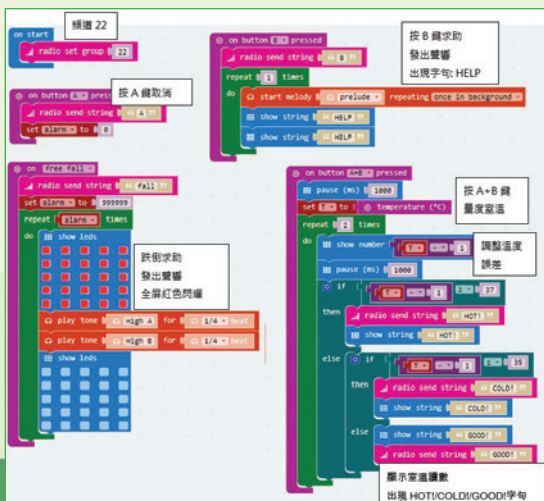 頻道 22
on start
radio set group 22
按 A 鍵取消
on button A pressed
radio send string "A"
set alarm to 0
on button B pressed
radio send string "B"
repeat 1 times
do start melody prelude repeating once in background
show string "HELP"
show string "HELP"
按 B 鍵求助
發出聲響
出現字句: HELP
on free fall
radio send string "fall"
set alarm to 999999
repeat alarm times
do show leds
play tone High A for 1/4 beat
play tone High B for 1/4 beat
show leds
跌倒求助
發出聲響
全屏紅色閃耀
on button A+B pressed
pause (ms) 1000
set T to temperature (°C)
repeat 2 times
do show number T - 1
pause (ms) 1000
if T - 1 37
then radio send string "HOT!"
show string "HOT!"
else if T - 1 35
then radio send string "COLD!"
show string "COLD!"
else show string "GOOD!"
radio send string "GOOD!"
按 A+B 鍵
量度室溫
調整溫度
誤差
顯示室溫讀數
出現 HOT!/COLD!/GOOD!字句